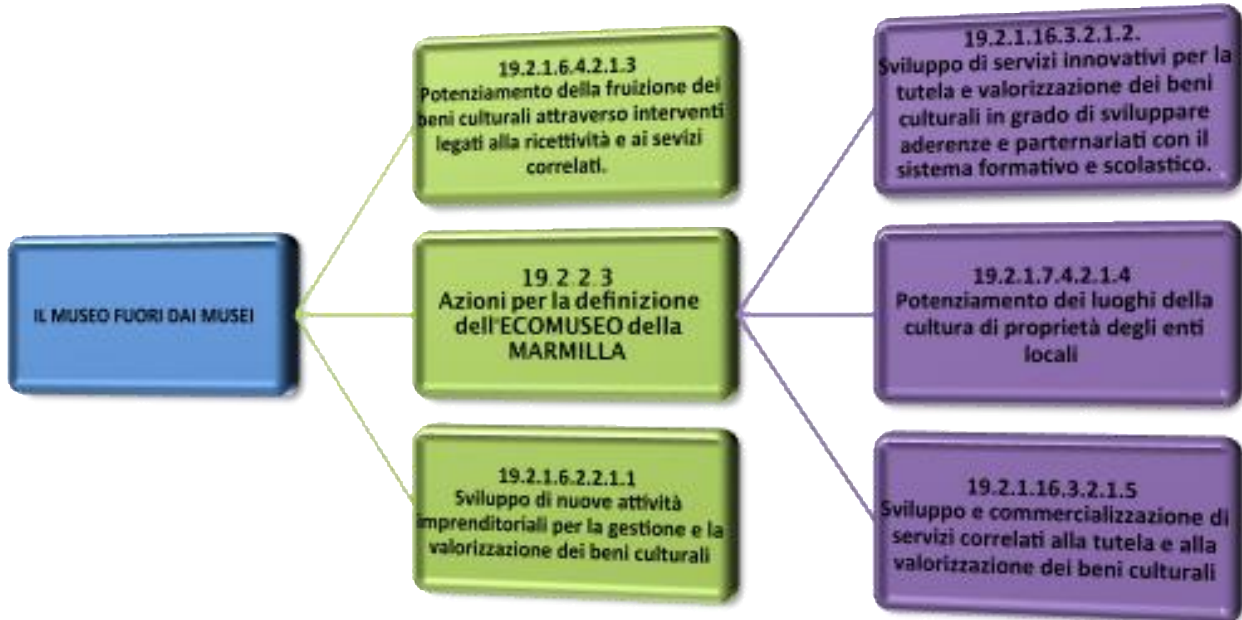 IL MUSEO FUORI DAI MUSEI
19.2.1.6.4.2.1.3
Potenziamento della fruizione dei
beni culturali attraverso interventi
legati alla ricettività e ai sevizi
correlati.
19.2.2.3
Azioni per la definizione
dell'ECOMUSEO della
MARMILLA
19.2.1.6.2.2.1.1
Sviluppo di nuove attività
imprenditoriali per la gestione e la
valorizzazione dei beni culturali
19.2.1.16.3.2.1.2.
Sviluppo di servizi innovativi per la
tutela e valorizzazione dei beni
culturali in grado di sviluppare
aderenze e parternariati con il
sistema formativo e scolastico.
19.2.1.7.4.2.1.4
Potenziamento dei luoghi della
cultura di proprietà degli enti
locali
19.2.1.16.3.2.1.5
Sviluppo e commercializzazione di
servizi correlati alla tutela e alla
valorizzazione dei beni culturali